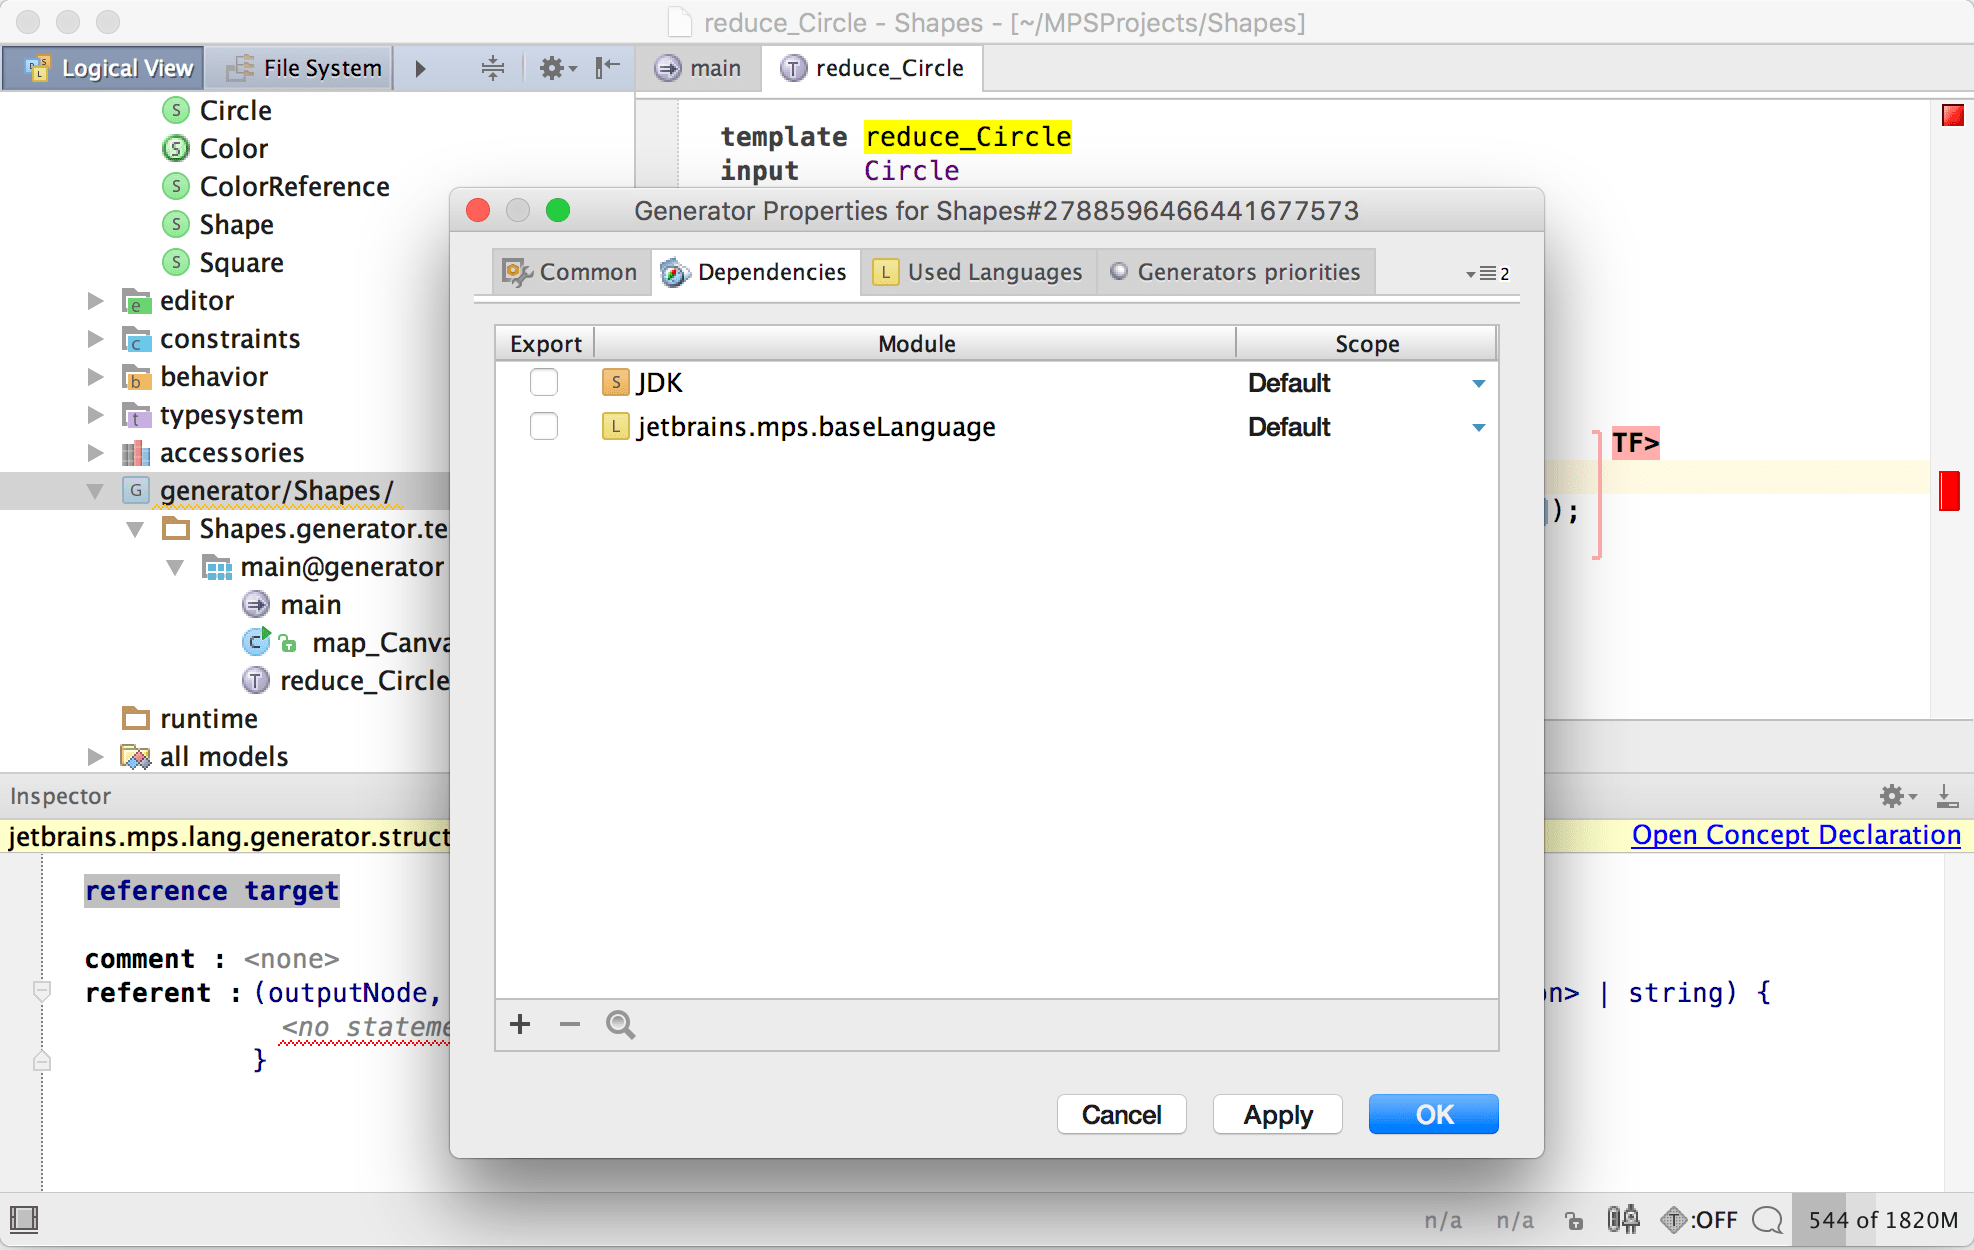 reduce_Circle - Shapes - [~/MPSProjects/Shapes]
Logical View
File System
main
reduce_Circle
Circle
Color
ColorReference
Shape
Square
editor
constraints
behavior
typesystem
accessories
generator/Shapes/
Shapes.generator.te
main@generator
main
map_Canva
reduce_Circle
runtime
all models
template reduce_Circle
input Circle
TF>
);
Generator Properties for Shapes#2788596466441677573
Common
Dependencies
Used Languages
Generators priorities
2
Export Module Scope
JDK Default
jetbrains.mps.baseLanguage Default
Cancel
Apply
OK
Inspector
jetbrains.mps.lang.generator.struct
Open Concept Declaration
reference target
comment : <none>
referent : (outputNode, on> | string) {
<no stateme
}
n/a
n/a
:OFF
544 of 1820M